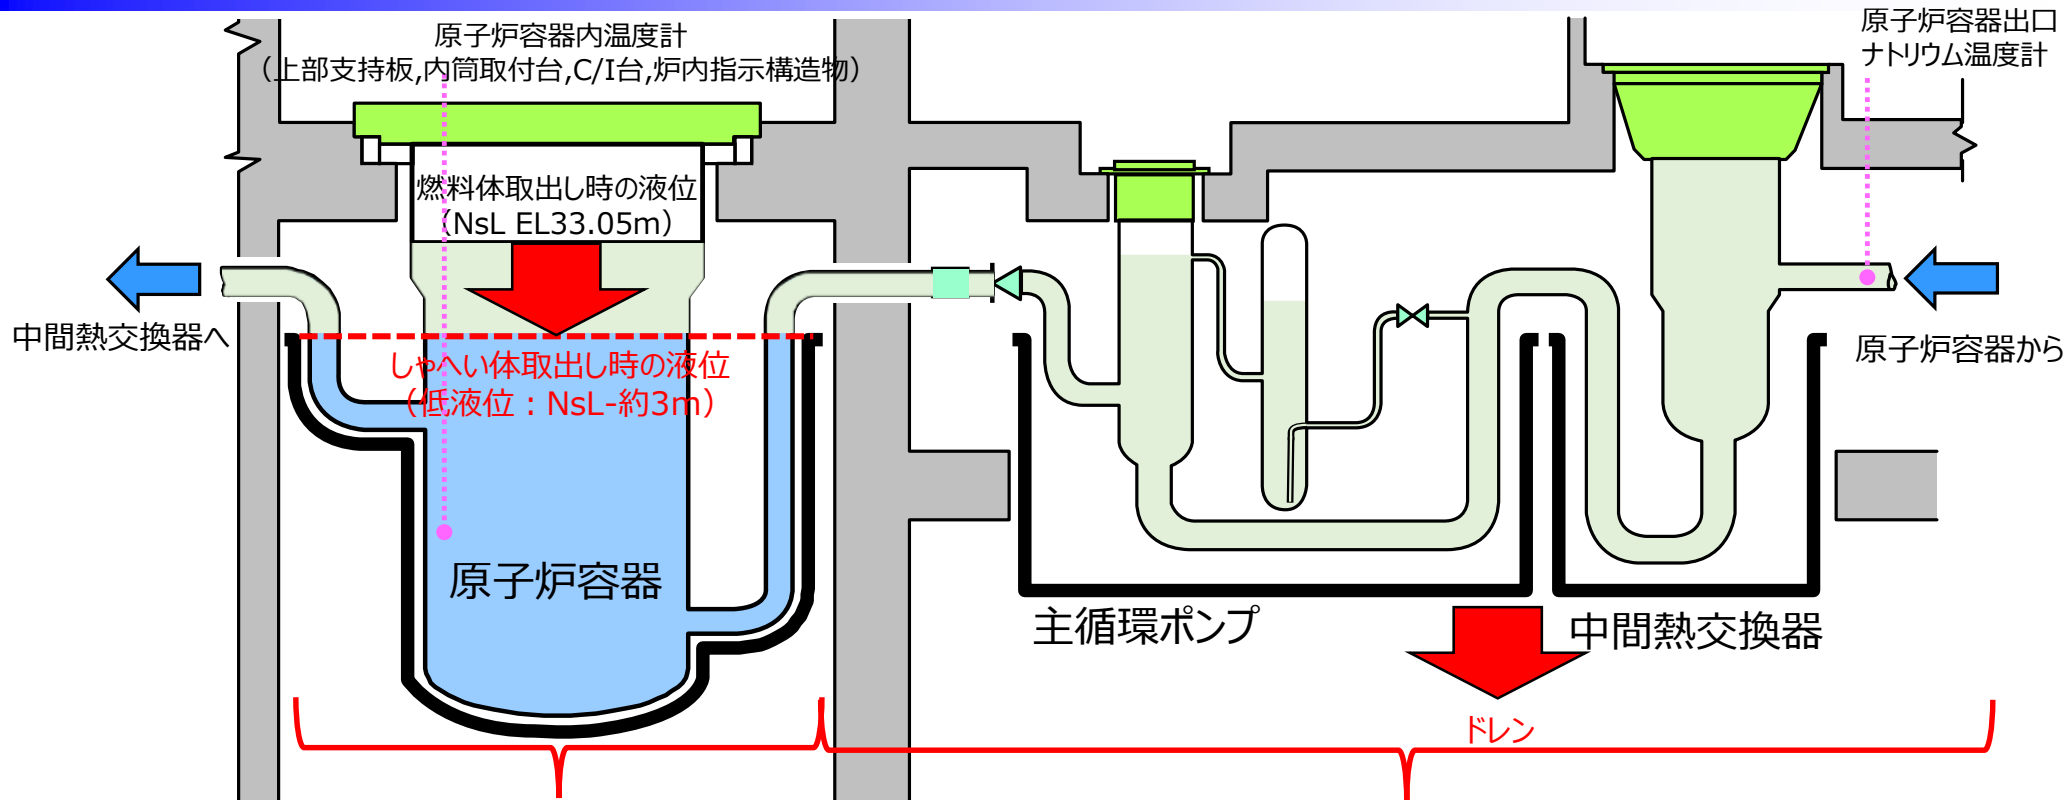 原子炉容器内温度計
（上部支持板,内筒取付台,C/I台,炉内指示構造物）
原子炉容器出口
ナトリウム温度計
燃料体取出し時の液位
（NsL EL33.05m）
中間熱交換器へ
しゃへい体取出し時の液位
（低液位：NsL-約3m）
原子炉容器から
原子炉容器
主循環ポンプ
中間熱交換器
ドレン